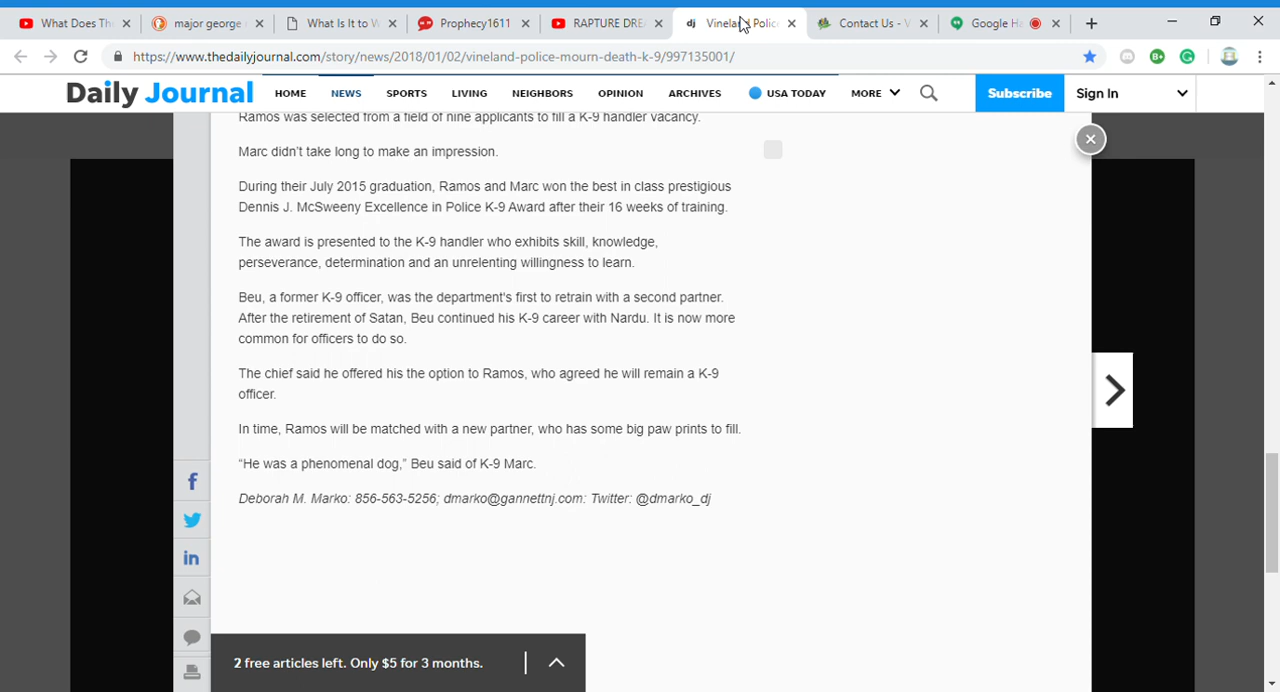 What Does Th
major george
What Is It to W
Prophecy1611
RAPTURE DRE
dj
Vineland Police
Contact Us - V
Google Ha
https://www.thedailyjournal.com/story/news/2018/01/02/vineland-police-mourn-death-k-9/997135001/
Daily Journal
HOME
NEWS
SPORTS
LIVING
NEIGHBORS
OPINION
ARCHIVES
USA TODAY
MORE
Subscribe
Sign In
Ramos was selected from a field of nine applicants to fill a K-9 handler vacancy.
Marc didn't take long to make an impression.
During their July 2015 graduation, Ramos and Marc won the best in class prestigious
Dennis J. McSweeny Excellence in Police K-9 Award after their 16 weeks of training.
The award is presented to the K-9 handler who exhibits skill, knowledge,
perseverance, determination and an unrelenting willingness to learn.
Beu, a former K-9 officer, was the department's first to retrain with a second partner.
After the retirement of Satan, Beu continued his K-9 career with Nardu. It is now more
common for officers to do so.
The chief said he offered his the option to Ramos, who agreed he will remain a K-9
officer.
In time, Ramos will be matched with a new partner, who has some big paw prints to fill.
“He was a phenomenal dog,” Beu said of K-9 Marc.
Deborah M. Marko: 856-563-5256; dmarko@gannettnj.com: Twitter: @dmarko_dj
2 free articles left. Only $5 for 3 months.